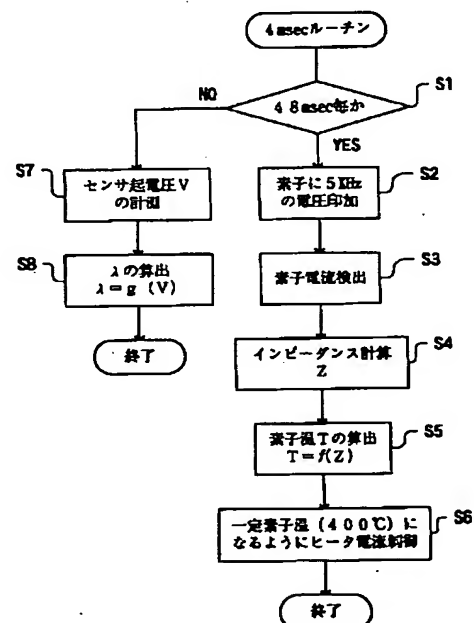 4msecルーチン
S1
48msec毎か
NO
YES
S7
センサ起電圧V
の計測
S2
素子に5KHz
の電圧印加
S8
λの算出
λ=g (V)
S3
素子電流検出
終了
S4
インピーダンス計算
Z
S5
素子温Tの算出
T=f(Z)
S6
一定素子温 (400℃) に
なるようにヒータ電流制御
終了